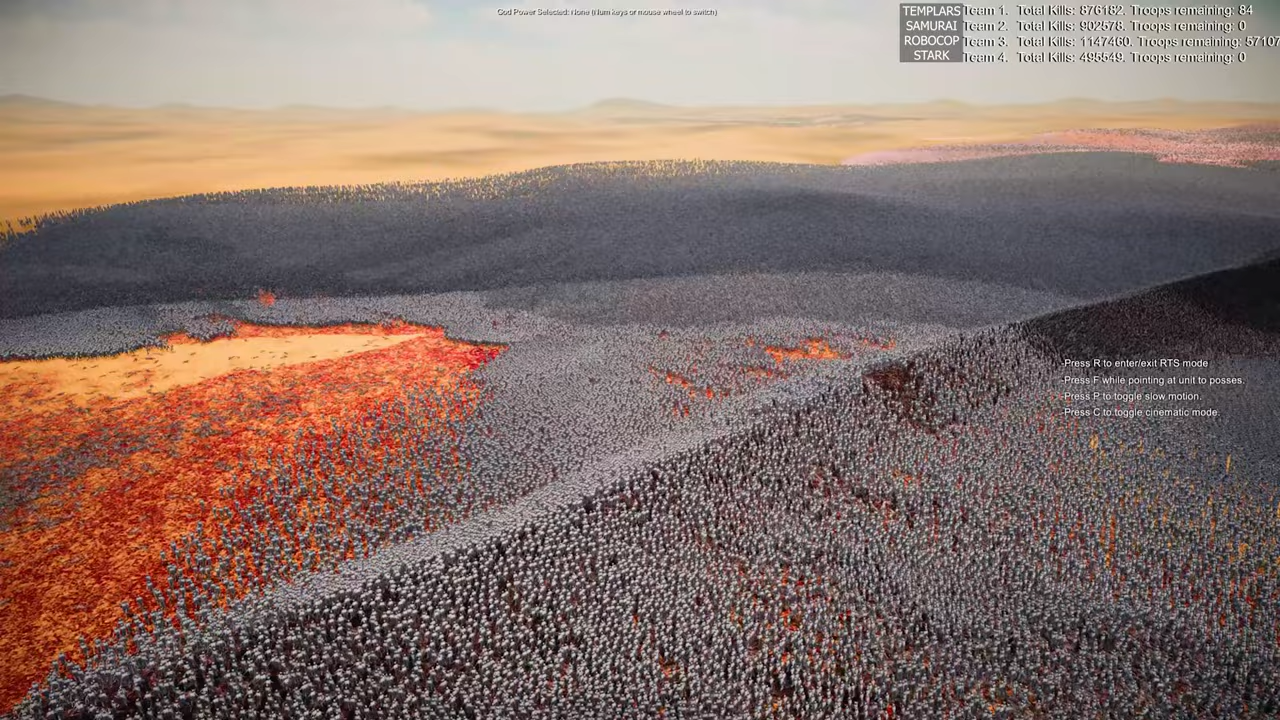 God Power Selected: None (Num keys or mouse wheel to switch)
TEMPLARS Team 1. Total Kills: 876182. Troops remaining: 84
SAMURAI Team 2. Total Kills: 902578. Troops remaining: 0
ROBOCOP Team 3. Total Kills: 1147460. Troops remaining: 57107
STARK Team 4. Total Kills: 495549. Troops remaining: 0
Press R to enter/exit RTS mode
Press F while pointing at unit to posses.
Press P to toggle slow motion.
Press C to toggle cinematic mode.